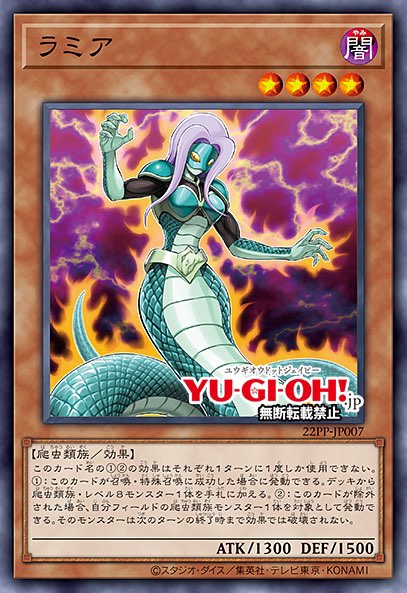 ラミア
やみ
闇
ユウギオウドットジェイピー
YU-GI-OH!.jp
無断転載禁止
22PP-JP007
【爬虫類族／効果】
このカード名の①②の効果はそれぞれ1ターンに1度しか使用できない。
①：このカードが召喚・特殊召喚に成功した場合に発動できる。デッキから
爬虫類族・レベル8モンスター1体を手札に加える。②：このカードが除外
された場合、自分フィールドの爬虫類族モンスター1体を対象として発動で
きる。そのモンスターは次のターンの終了時まで効果では破壊されない。
ATK/1300 DEF/1500
©スタジオ・ダイス／集英社・テレビ東京・KONAMI